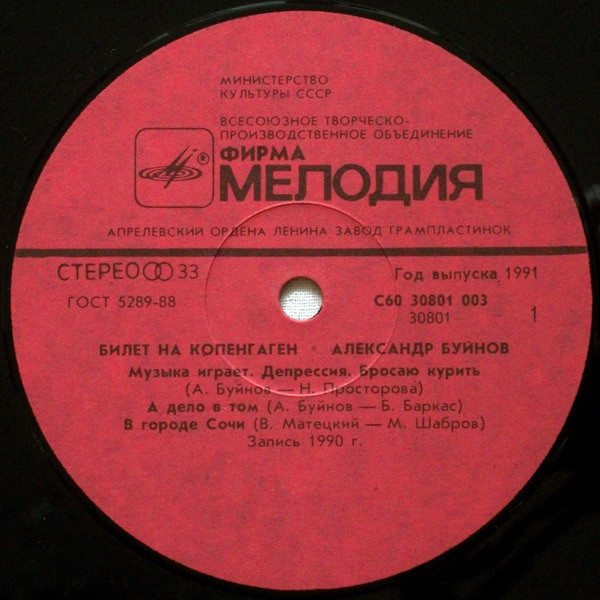 МИНИСТЕРСТВО
КУЛЬТУРЫ СССР
ВСЕСОЮЗНОЕ ТВОРЧЕСКО-
ПРОИЗВОДСТВЕННОЕ ОБЪЕДИНЕНИЕ
®
ФИРМА
МЕЛОДИЯ
АПРЕЛЕВСКИЙ ОРДЕНА ЛЕНИНА ЗАВОД ГРАМПЛАСТИНОК
СТЕРЕО 33
Год выпуска 1991
ГОСТ 5289-88
С60 30801 003
30801
1
БИЛЕТ НА КОПЕНГАГЕН * АЛЕКСАНДР БУЙНОВ
Музыка играет. Депрессия. Бросаю курить
(А. Буйнов — Н. Просторова)
А дело в том (А. Буйнов — Б. Баркас)
В городе Сочи (В. Матецкий — М. Шабров)
Запись 1990 г.